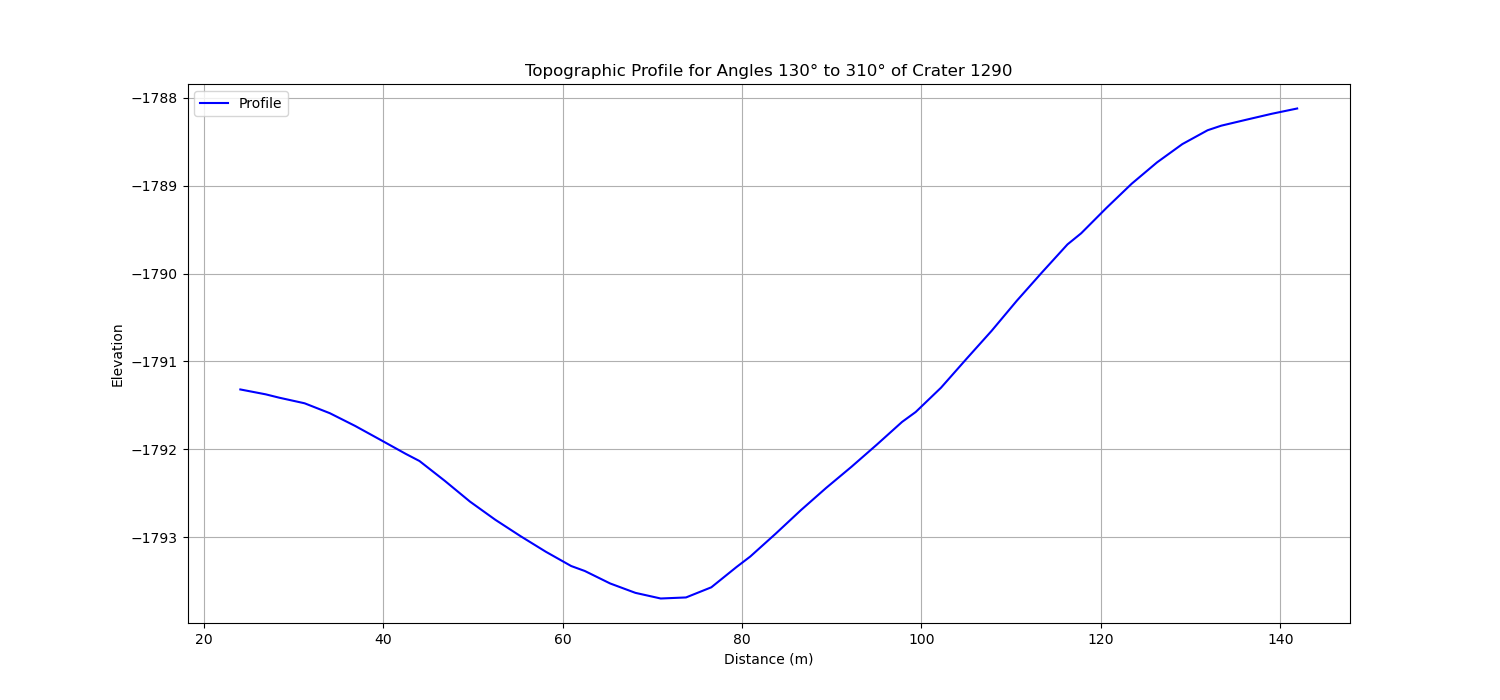 Topographic Profile for Angles 130° to 310° of Crater 1290
Profile
−1788
−1789
−1790
−1791
−1792
−1793
Elevation
20 40 60 80 100 120 140
Distance (m)